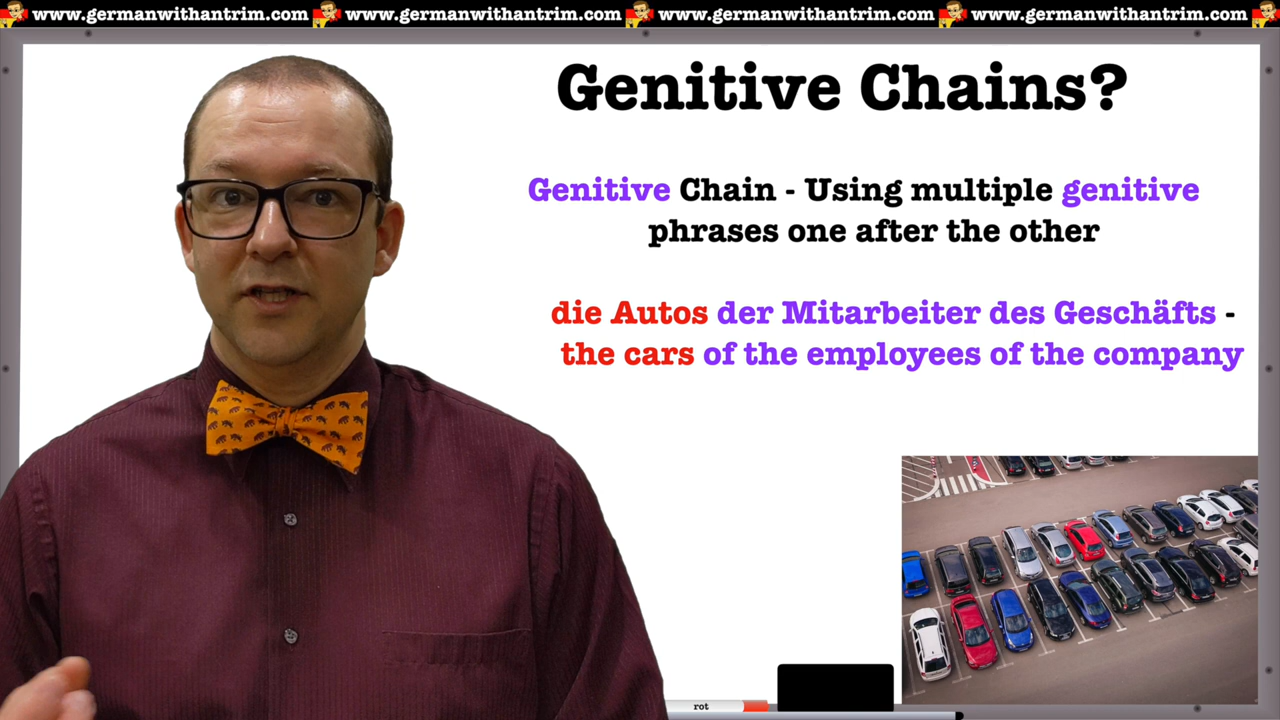 www.germanwithantrim.com www.germanwithantrim.com www.germanwithantrim.com www.germanwithantrim.com
Genitive Chains?
Genitive Chain - Using multiple genitive
phrases one after the other
die Autos der Mitarbeiter des Geschäfts -
the cars of the employees of the company
rot